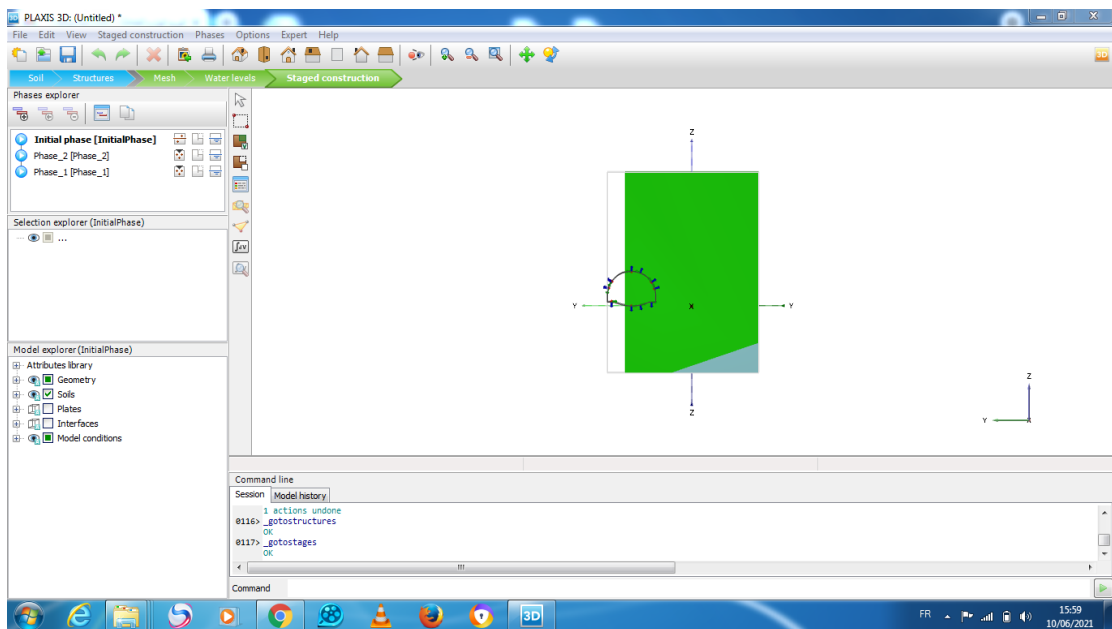 PLAXIS 3D: (Untitled) *
File Edit View Staged construction Phases Options Expert Help
3D
Soil Structures Mesh Water levels Staged construction
Phases explorer
Initial phase [InitialPhase]
Phase_2 [Phase_2]
Phase_1 [Phase_1]
Selection explorer (InitialPhase)
...
Model explorer (InitialPhase)
Attributes library
Geometry
Soils
Plates
Interfaces
Model conditions
Z
Y X Y
Z
Z
Y X
Command line
Session Model history
1 actions undone
0116> _gotostructures
OK
0117> _gotostages
OK
Command
3D
FR 15:59
10/06/2021